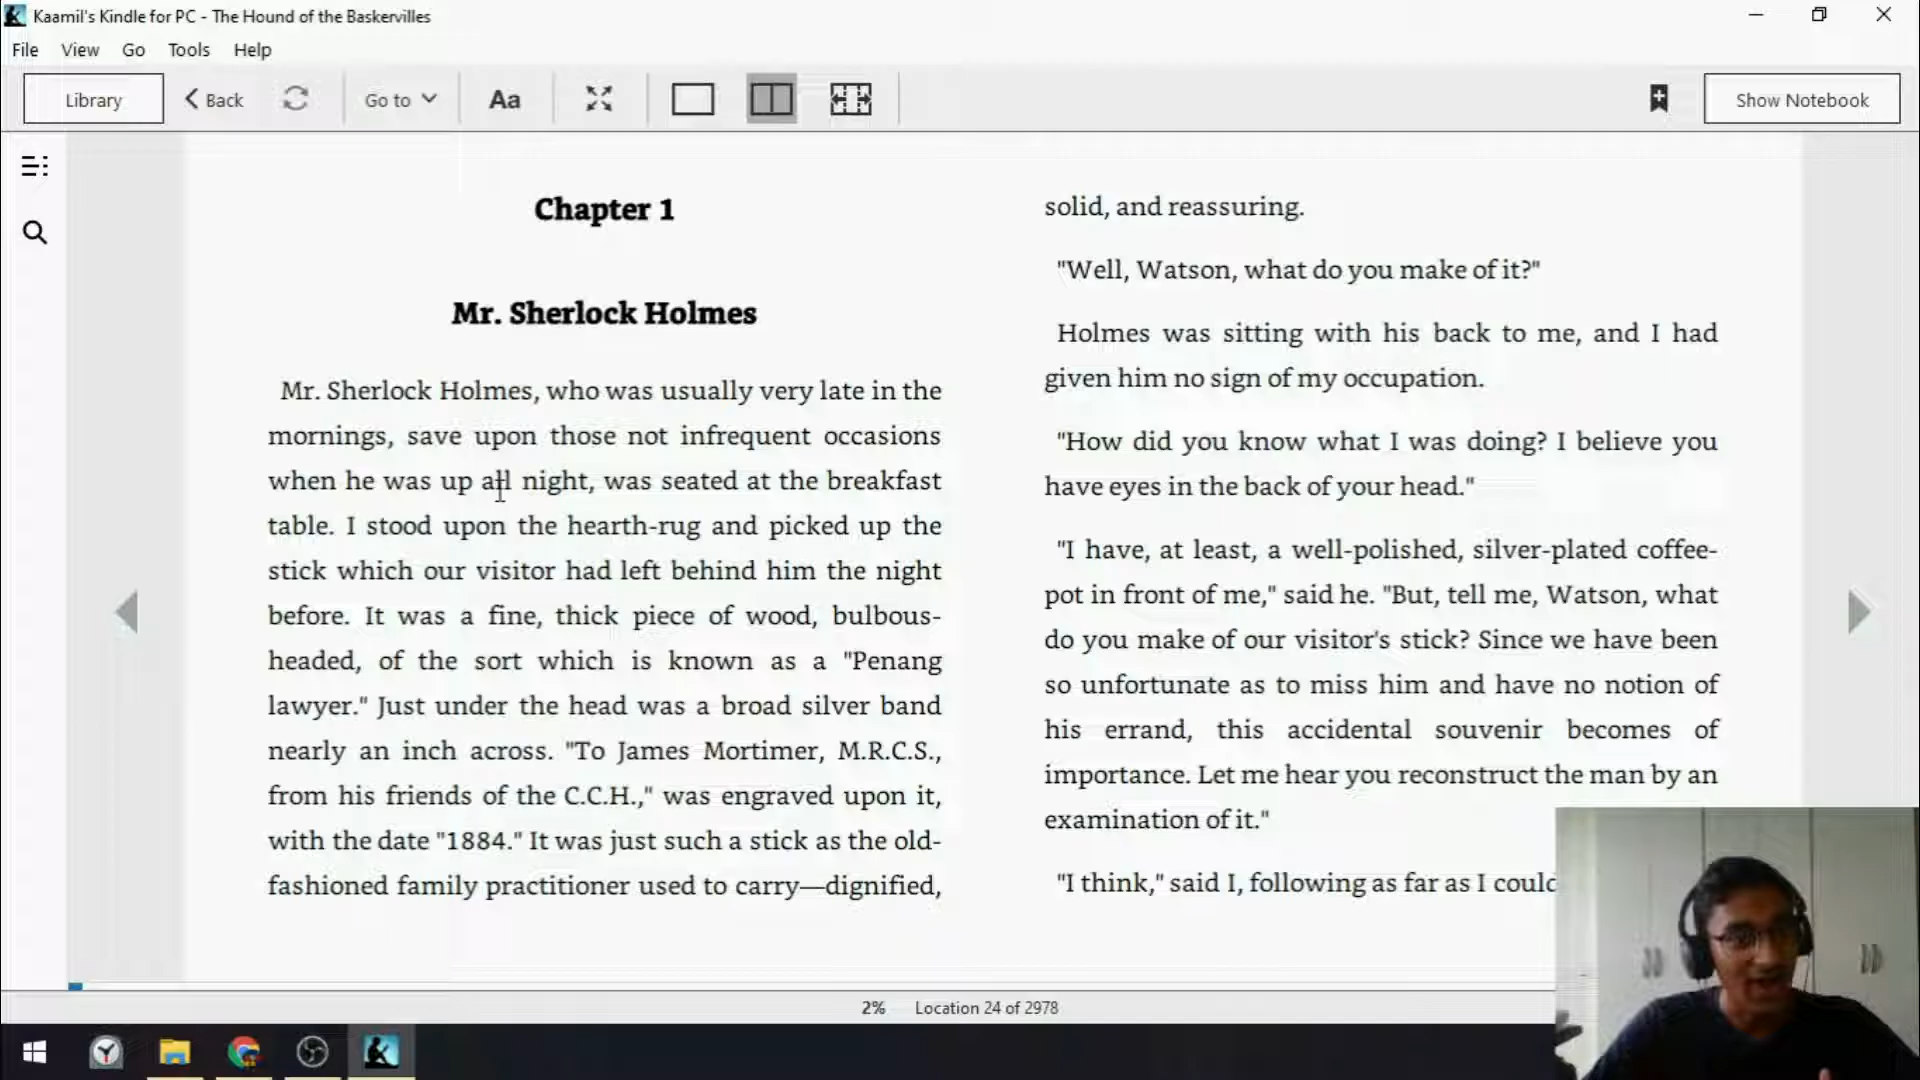 Kaamil's Kindle for PC - The Hound of the Baskervilles
File View Go Tools Help
Library Back Go to Aa Show Notebook
Chapter 1
Mr. Sherlock Holmes
Mr. Sherlock Holmes, who was usually very late in the
mornings, save upon those not infrequent occasions
when he was up all night, was seated at the breakfast
table. I stood upon the hearth-rug and picked up the
stick which our visitor had left behind him the night
before. It was a fine, thick piece of wood, bulbous-
headed, of the sort which is known as a "Penang
lawyer." Just under the head was a broad silver band
nearly an inch across. "To James Mortimer, M.R.C.S.,
from his friends of the C.C.H.," was engraved upon it,
with the date "1884." It was just such a stick as the old-
fashioned family practitioner used to carry—dignified,
solid, and reassuring.
"Well, Watson, what do you make of it?"
Holmes was sitting with his back to me, and I had
given him no sign of my occupation.
"How did you know what I was doing? I believe you
have eyes in the back of your head."
"I have, at least, a well-polished, silver-plated coffee-
pot in front of me," said he. "But, tell me, Watson, what
do you make of our visitor's stick? Since we have been
so unfortunate as to miss him and have no notion of
his errand, this accidental souvenir becomes of
importance. Let me hear you reconstruct the man by an
examination of it."
"I think," said I, following as far as I could
2% Location 24 of 2978